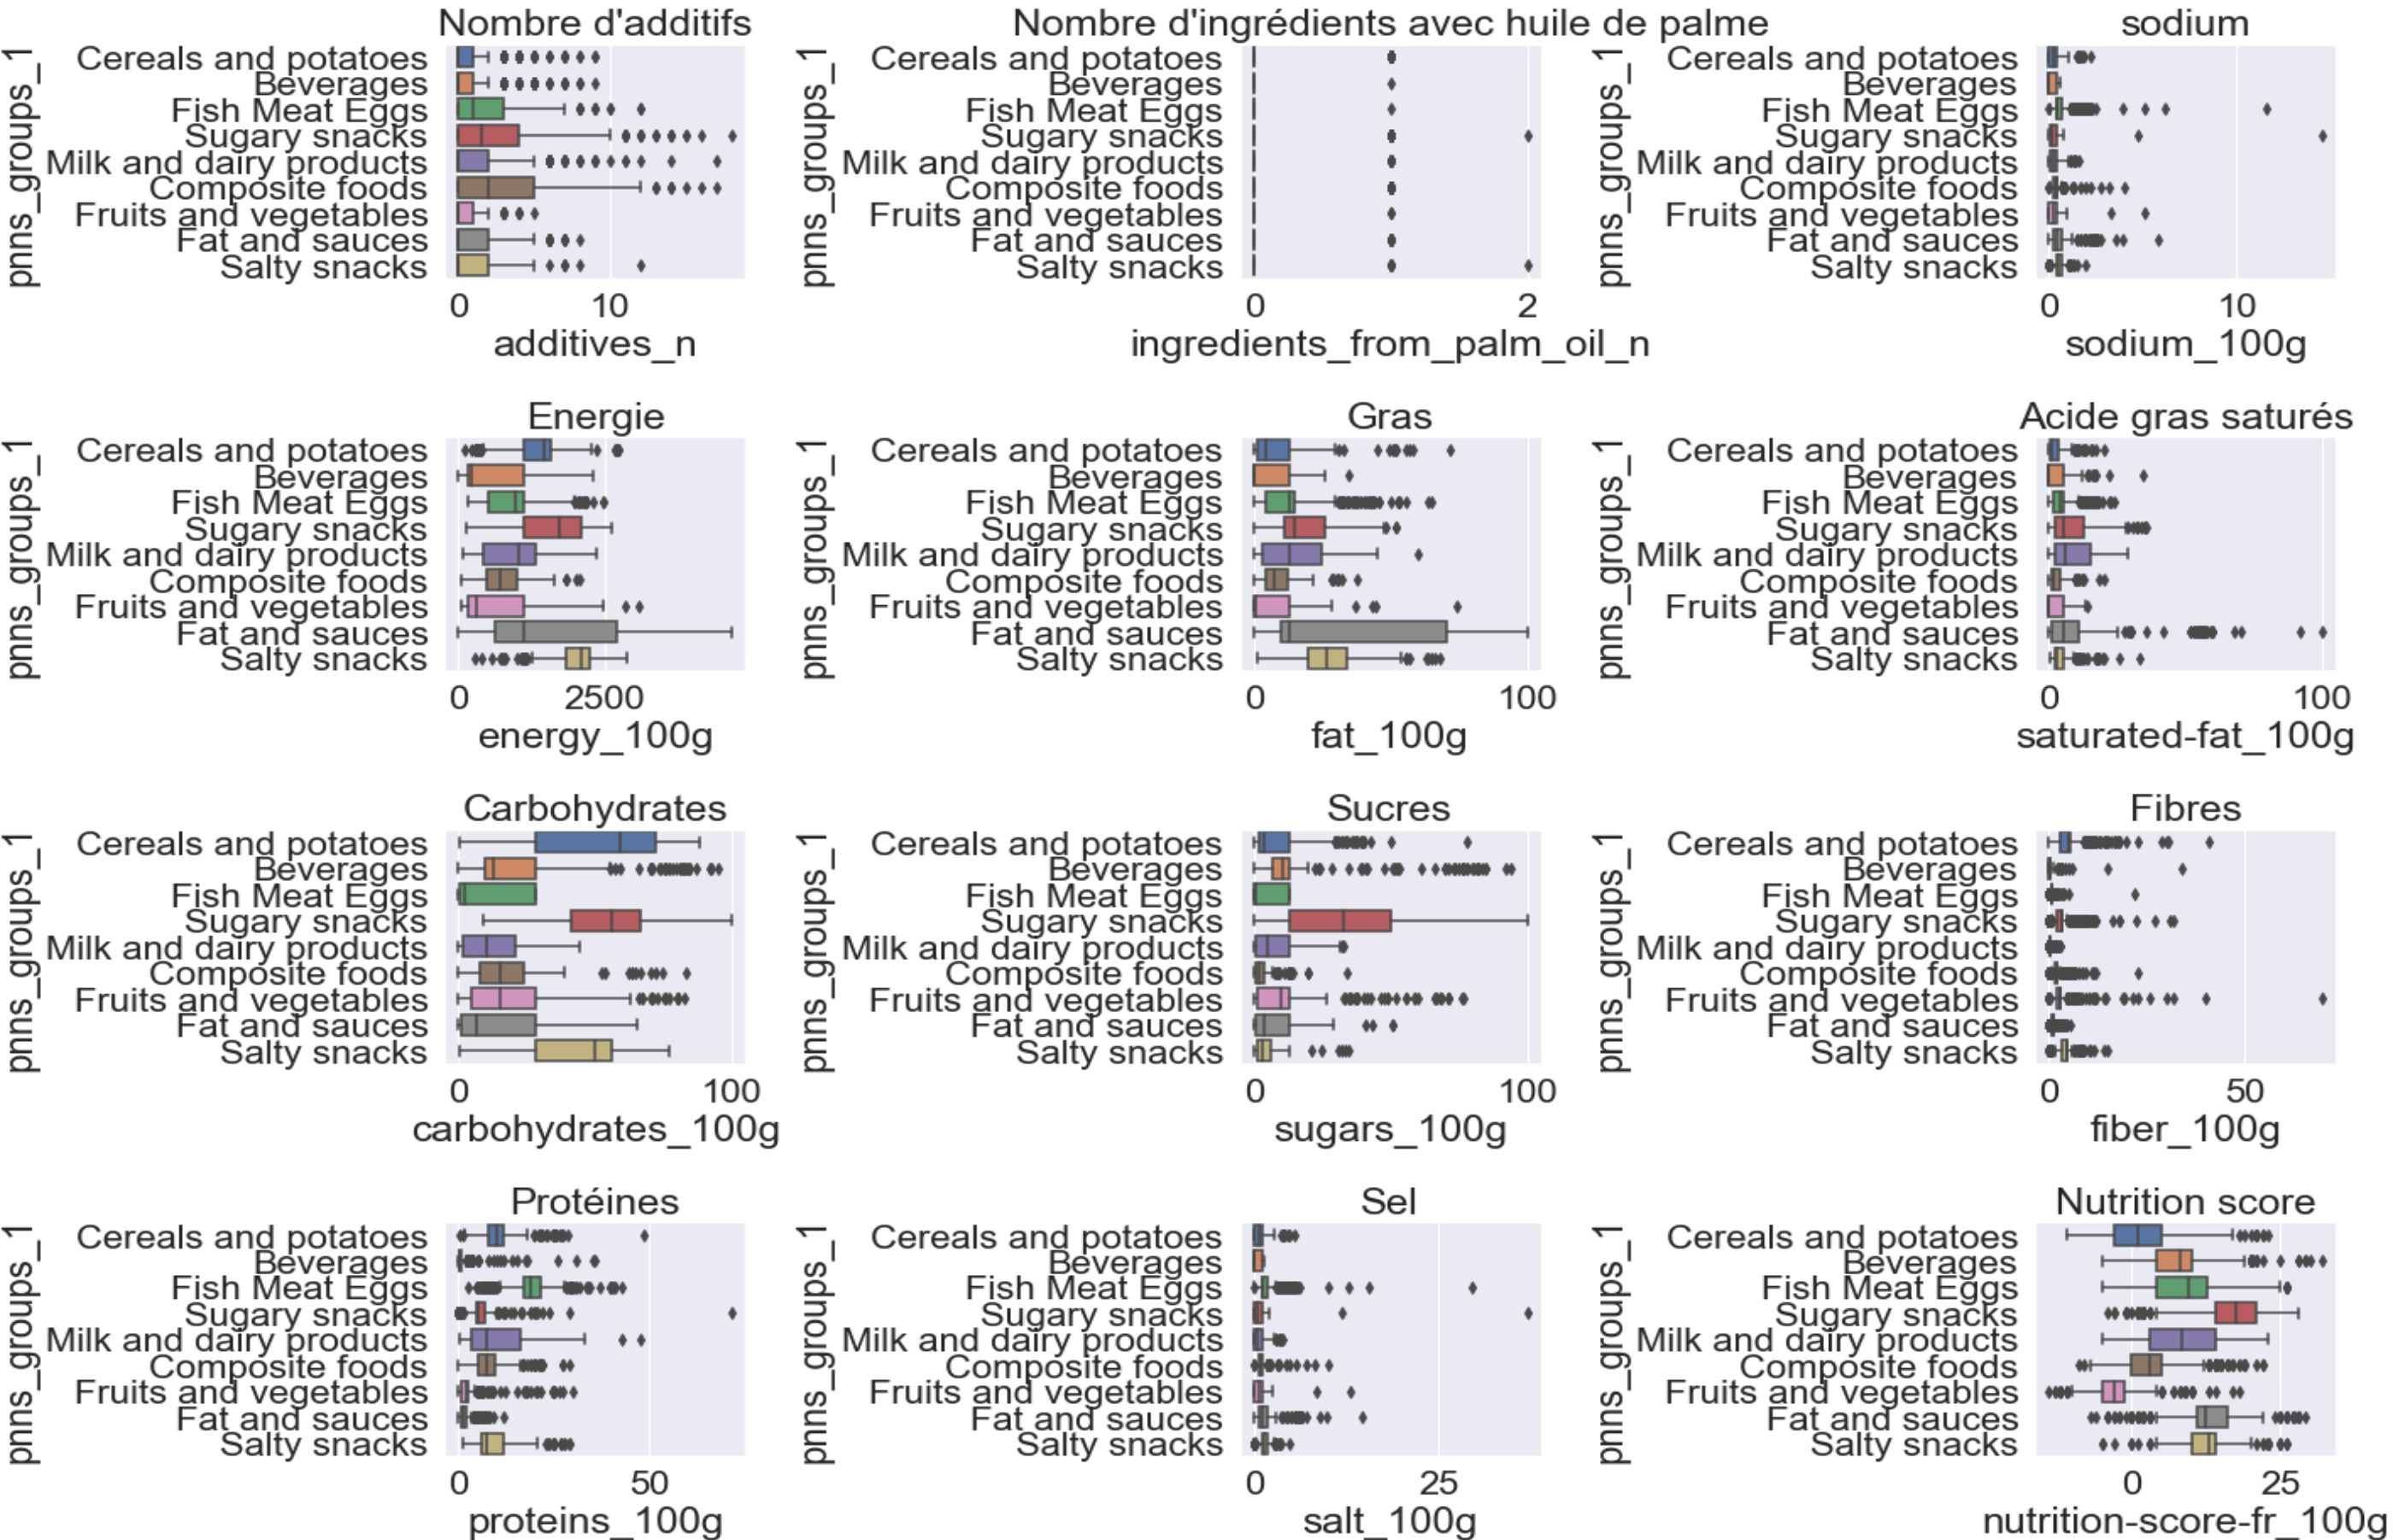 Nombre d'additifs
pnns_groups_1
Cereals and potatoes
Beverages
Fish Meat Eggs
Sugary snacks
Milk and dairy products
Composite foods
Fruits and vegetables
Fat and sauces
Salty snacks
0 10
additives_n
Nombre d'ingrédients avec huile de palme
pnns_groups_1
Cereals and potatoes
Beverages
Fish Meat Eggs
Sugary snacks
Milk and dairy products
Composite foods
Fruits and vegetables
Fat and sauces
Salty snacks
0 2
ingredients_from_palm_oil_n
sodium
pnns_groups_1
Cereals and potatoes
Beverages
Fish Meat Eggs
Sugary snacks
Milk and dairy products
Composite foods
Fruits and vegetables
Fat and sauces
Salty snacks
0 10
sodium_100g
Energie
pnns_groups_1
Cereals and potatoes
Beverages
Fish Meat Eggs
Sugary snacks
Milk and dairy products
Composite foods
Fruits and vegetables
Fat and sauces
Salty snacks
0 2500
energy_100g
Gras
pnns_groups_1
Cereals and potatoes
Beverages
Fish Meat Eggs
Sugary snacks
Milk and dairy products
Composite foods
Fruits and vegetables
Fat and sauces
Salty snacks
0 100
fat_100g
Acide gras saturés
pnns_groups_1
Cereals and potatoes
Beverages
Fish Meat Eggs
Sugary snacks
Milk and dairy products
Composite foods
Fruits and vegetables
Fat and sauces
Salty snacks
0 100
saturated-fat_100g
Carbohydrates
pnns_groups_1
Cereals and potatoes
Beverages
Fish Meat Eggs
Sugary snacks
Milk and dairy products
Composite foods
Fruits and vegetables
Fat and sauces
Salty snacks
0 100
carbohydrates_100g
Sucres
pnns_groups_1
Cereals and potatoes
Beverages
Fish Meat Eggs
Sugary snacks
Milk and dairy products
Composite foods
Fruits and vegetables
Fat and sauces
Salty snacks
0 100
sugars_100g
Fibres
pnns_groups_1
Cereals and potatoes
Beverages
Fish Meat Eggs
Sugary snacks
Milk and dairy products
Composite foods
Fruits and vegetables
Fat and sauces
Salty snacks
0 50
fiber_100g
Protéines
pnns_groups_1
Cereals and potatoes
Beverages
Fish Meat Eggs
Sugary snacks
Milk and dairy products
Composite foods
Fruits and vegetables
Fat and sauces
Salty snacks
0 50
proteins_100g
Sel
pnns_groups_1
Cereals and potatoes
Beverages
Fish Meat Eggs
Sugary snacks
Milk and dairy products
Composite foods
Fruits and vegetables
Fat and sauces
Salty snacks
0 25
salt_100g
Nutrition score
pnns_groups_1
Cereals and potatoes
Beverages
Fish Meat Eggs
Sugary snacks
Milk and dairy products
Composite foods
Fruits and vegetables
Fat and sauces
Salty snacks
0 25
nutrition-score-fr_100g